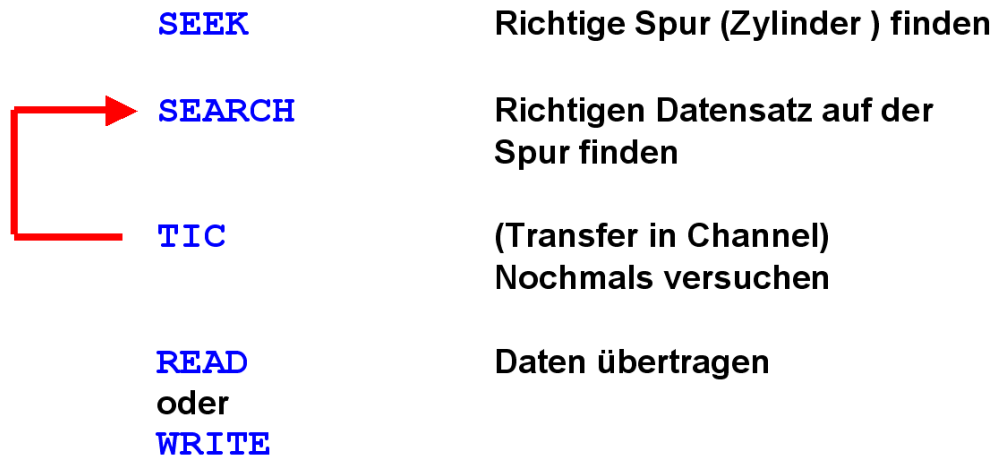 SEEK Richtige Spur (Zylinder ) finden
SEARCH Richtigen Datensatz auf der
Spur finden
TIC (Transfer in Channel)
Nochmals versuchen
READ Daten übertragen
oder
WRITE